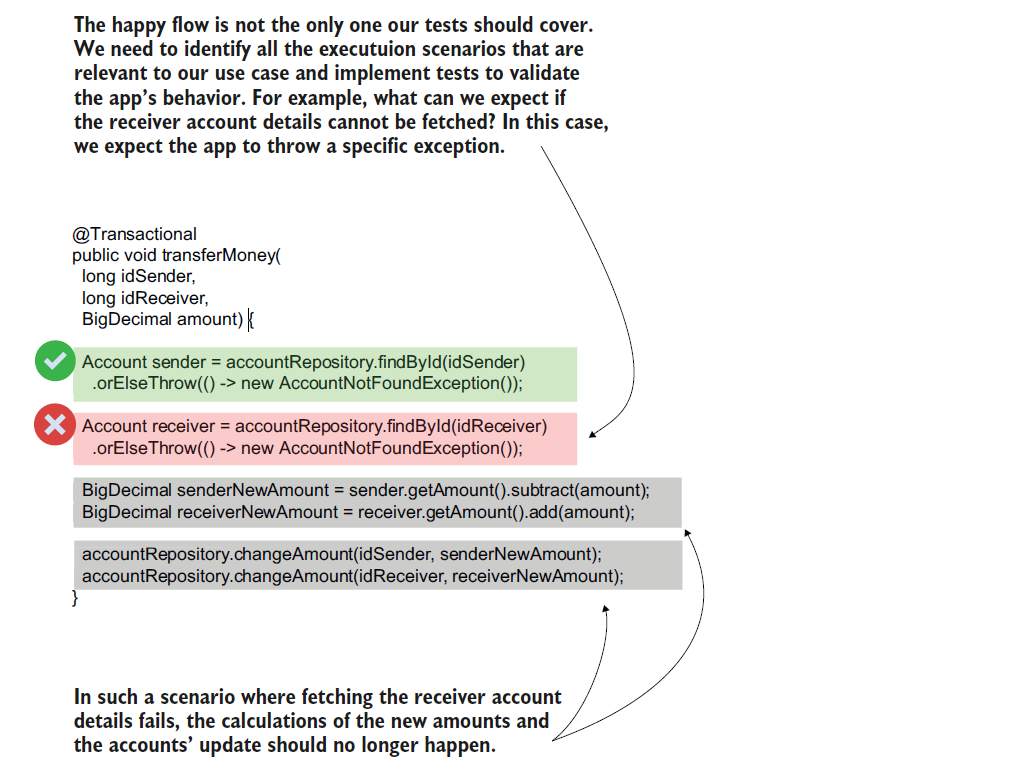 The happy flow is not the only one our tests should cover.
We need to identify all the executuion scenarios that are
relevant to our use case and implement tests to validate
the app's behavior. For example, what can we expect if
the receiver account details cannot be fetched? In this case,
we expect the app to throw a specific exception.
@Transactional
public void transferMoney(
long idSender,
long idReceiver,
BigDecimal amount) {
Account sender = accountRepository.findById(idSender)
.orElseThrow(() -> new AccountNotFoundException());
Account receiver = accountRepository.findById(idReceiver)
.orElseThrow(() -> new AccountNotFoundException());
BigDecimal senderNewAmount = sender.getAmount().subtract(amount);
BigDecimal receiverNewAmount = receiver.getAmount().add(amount);
accountRepository.changeAmount(idSender, senderNewAmount);
accountRepository.changeAmount(idReceiver, receiverNewAmount);
}
In such a scenario where fetching the receiver account
details fails, the calculations of the new amounts and
the accounts' update should no longer happen.